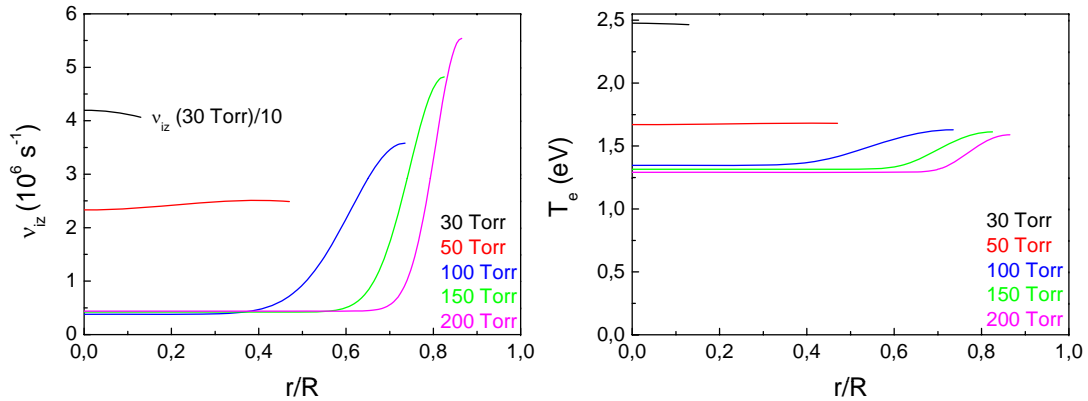 6
5
4
3
2
1
0
0,0
0,2
0,4
0,6
0,8
1,0
ν_iz (10^6 s^-1)
r/R
ν_iz (30 Torr)/10
30 Torr
50 Torr
100 Torr
150 Torr
200 Torr
2,5
2,0
1,5
1,0
0,5
0,0
0,0
0,2
0,4
0,6
0,8
1,0
T_e (eV)
r/R
30 Torr
50 Torr
100 Torr
150 Torr
200 Torr